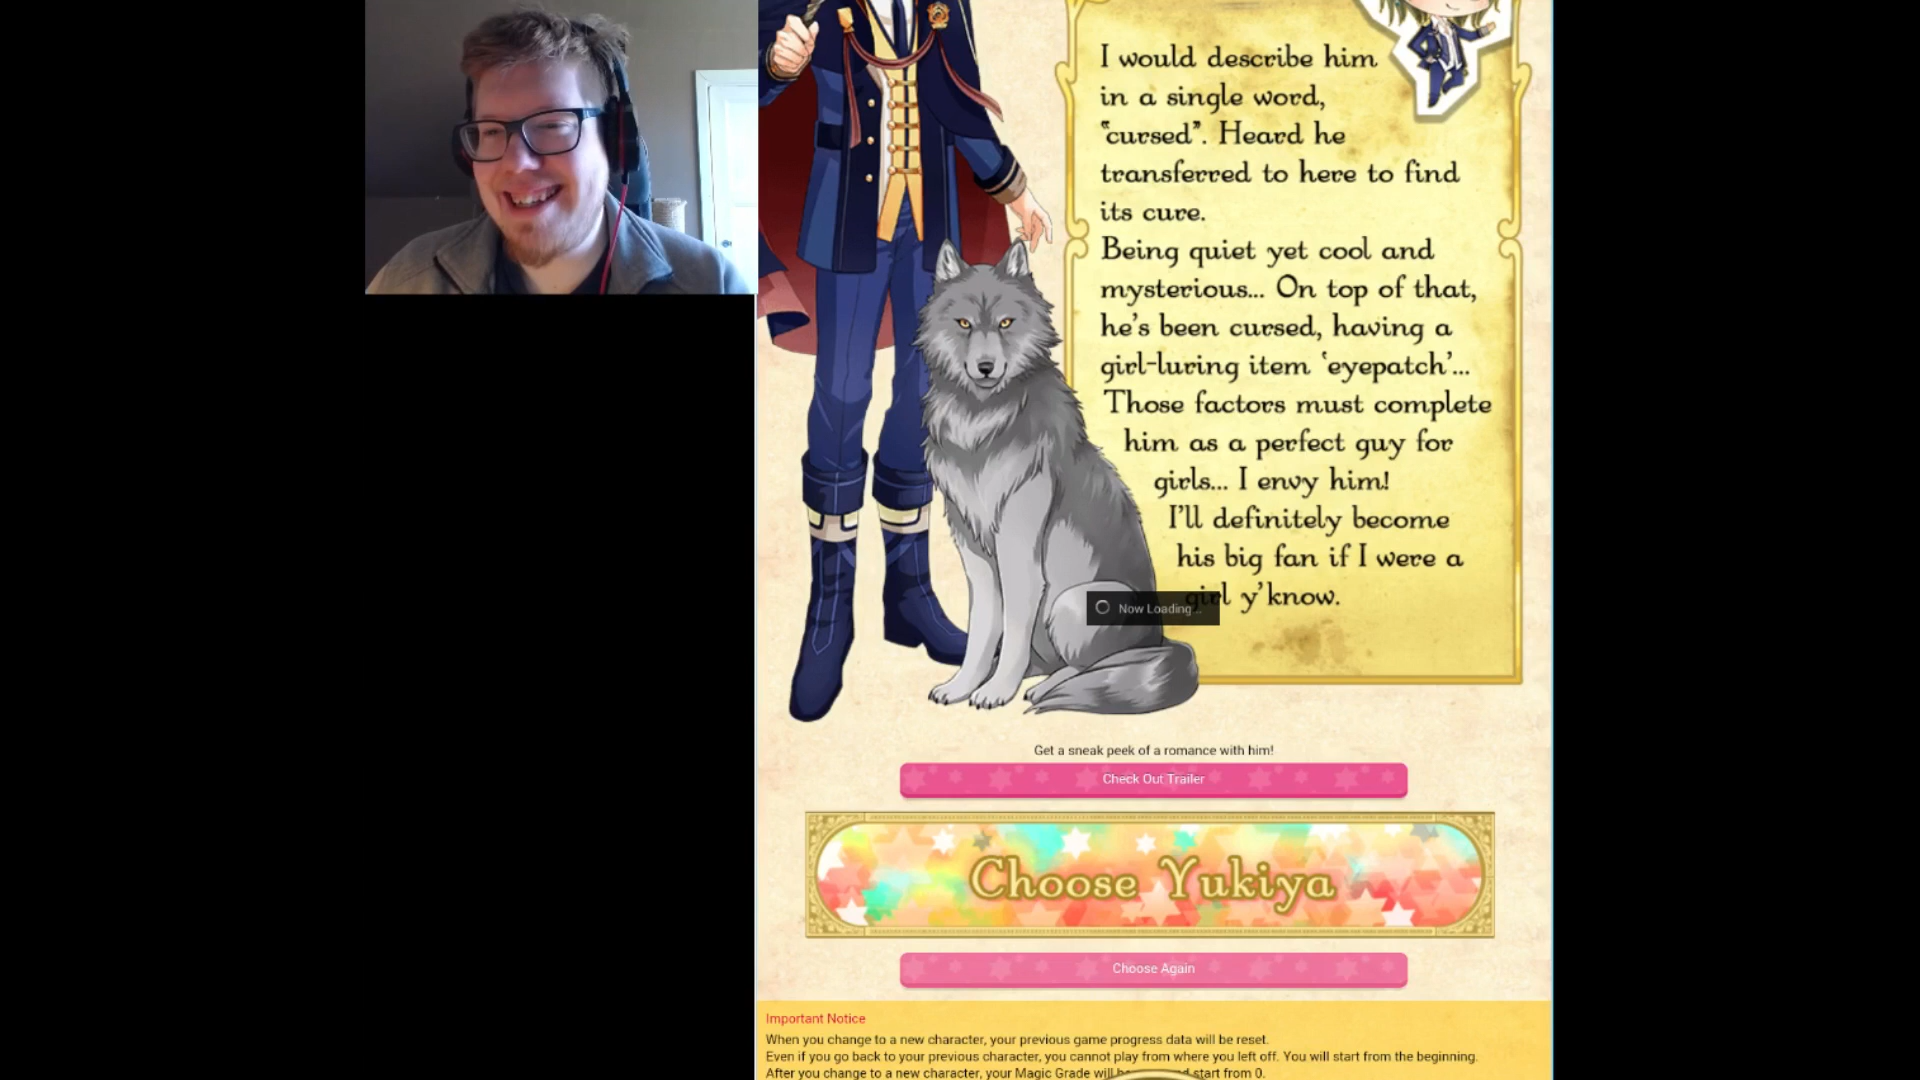 I would describe him
in a single word,
“cursed”. Heard he
transferred to here to find
its cure.
Being quiet yet cool and
mysterious... On top of that,
he's been cursed, having a
girl-luring item ‘eyepatch’...
Those factors must complete
him as a perfect guy for
girls... I envy him!
I'll definitely become
his big fan if I were a
girl y'know.
Now Loading...
Get a sneak peek of a romance with him!
Check Out Trailer
Choose Yukiya
Choose Again
Important Notice
When you change to a new character, your previous game progress data will be reset.
Even if you go back to your previous character, you cannot play from where you left off. You will start from the beginning.
After you change to a new character, your Magic Grade will start from 0.